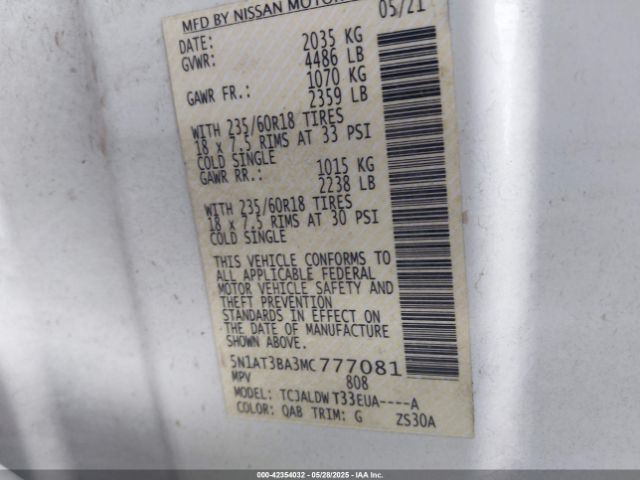 MFD BY NISSAN MOTOR
05/21
DATE:
GVWR: 2035 KG
4486 LB
GAWR FR.: 1070 KG
2359 LB
WITH 235/60R18 TIRES
18 x 7.5 RIMS AT 33 PSI
COLD SINGLE
GAWR RR.: 1015 KG
2238 LB
WITH 235/60R18 TIRES
18 x 7.5 RIMS AT 30 PSI
COLD SINGLE
THIS VEHICLE CONFORMS TO
ALL APPLICABLE FEDERAL
MOTOR VEHICLE SAFETY AND
THEFT PREVENTION
STANDARDS IN EFFECT ON
THE DATE OF MANUFACTURE
SHOWN ABOVE.
5N1AT3BA3MC777081
MPV 808
MODEL: TCJALDW T33EUA----A
COLOR: QAB TRIM: G ZS30A
000-42354032 - 05/28/2025 - IAAI.COM